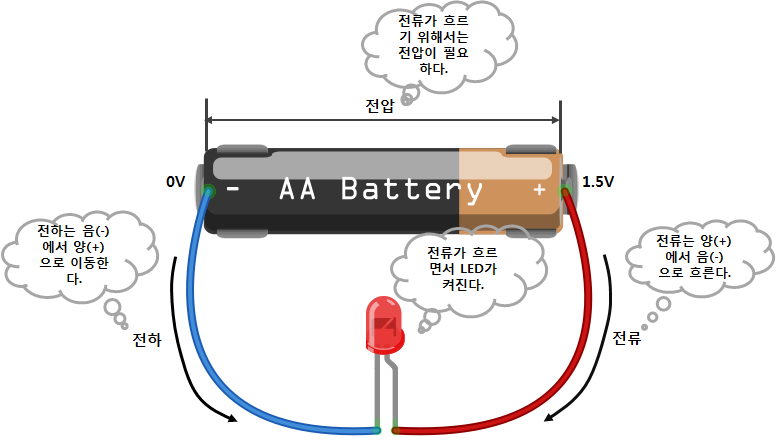 전류가 흐르
기 위해서는
전압이 필요
하다.
전압
0V
- AA Battery +
1.5V
전하는 음(-)
에서 양(+)
으로 이동한
다.
전류가 흐르
면서 LED가
켜진다.
전류는 양(+)
에서 음(-)
으로 흐른다.
전하
전류